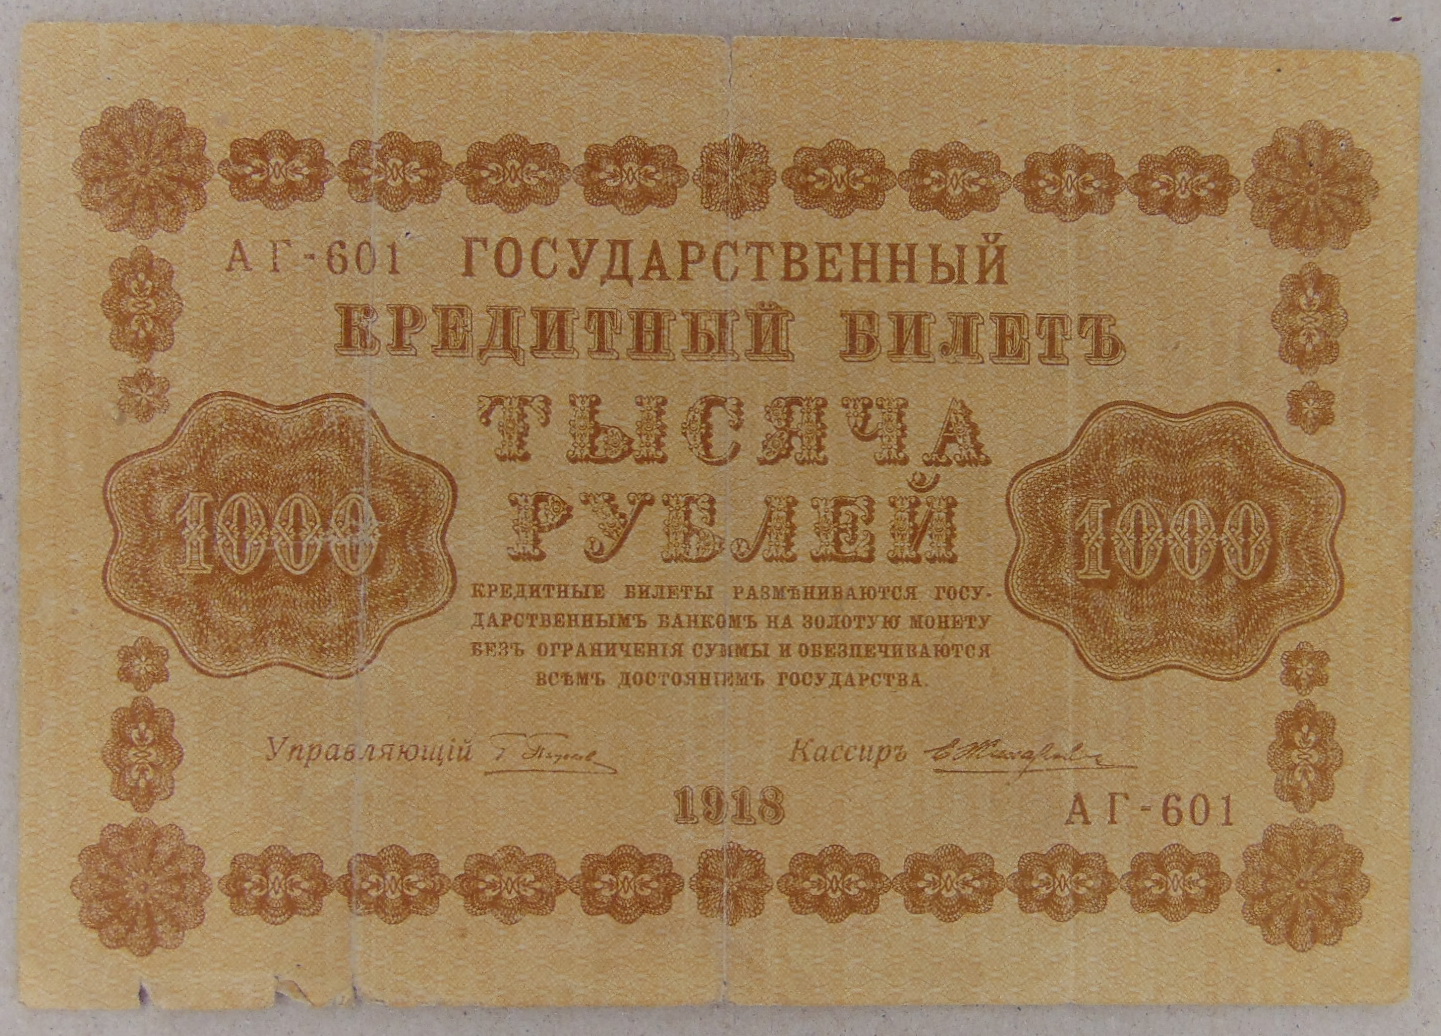 АГ-601 ГОСУДАРСТВЕННЫЙ
КРЕДИТНЫЙ БИЛЕТЪ
ТЫСЯЧА
РУБЛЕЙ
1000 1000
КРЕДИТНЫЕ БИЛЕТЫ РАЗМѢНИВАЮТСЯ ГОСУ-
ДАРСТВЕННЫМЪ БАНКОМЪ НА ЗОЛОТУЮ МОНЕТУ
БЕЗЪ ОГРАНИЧЕНІЯ СУММЫ И ОБЕЗПЕЧИВАЮТСЯ
ВСѢМЪ ДОСТОЯНІЕМЪ ГОСУДАРСТВА.
Управляющій Кассиръ
1918
АГ-601